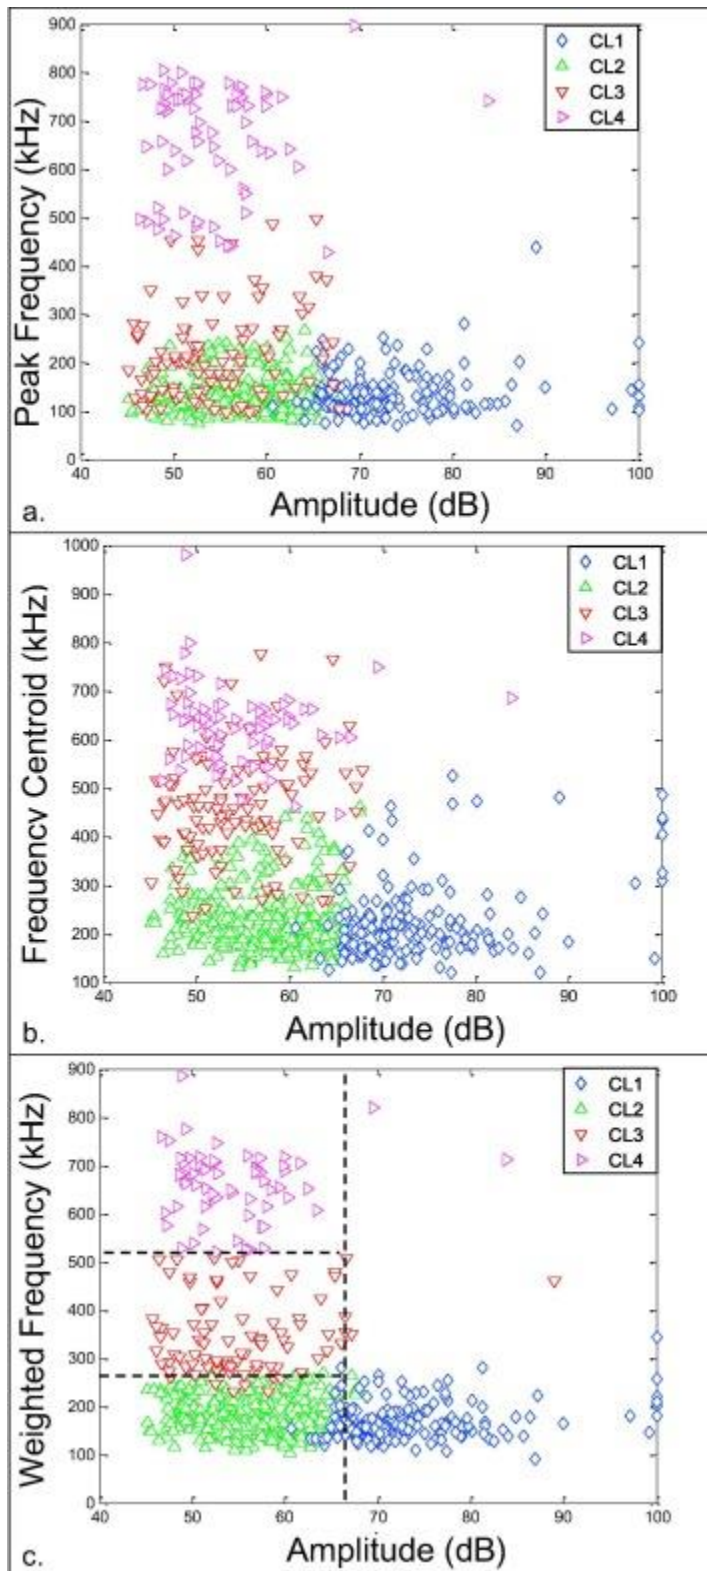 900
800
700
600
500
400
300
200
100
0
Peak Frequency (kHz)
CL1
CL2
CL3
CL4
40 50 60 70 80 90 100
Amplitude (dB)
a.
1000
900
800
700
600
500
400
300
200
100
Frequency Centroid (kHz)
CL1
CL2
CL3
CL4
40 50 60 70 80 90 100
Amplitude (dB)
b.
900
800
700
600
500
400
300
200
100
0
Weighted Frequency (kHz)
CL1
CL2
CL3
CL4
40 50 60 70 80 90 100
Amplitude (dB)
c.